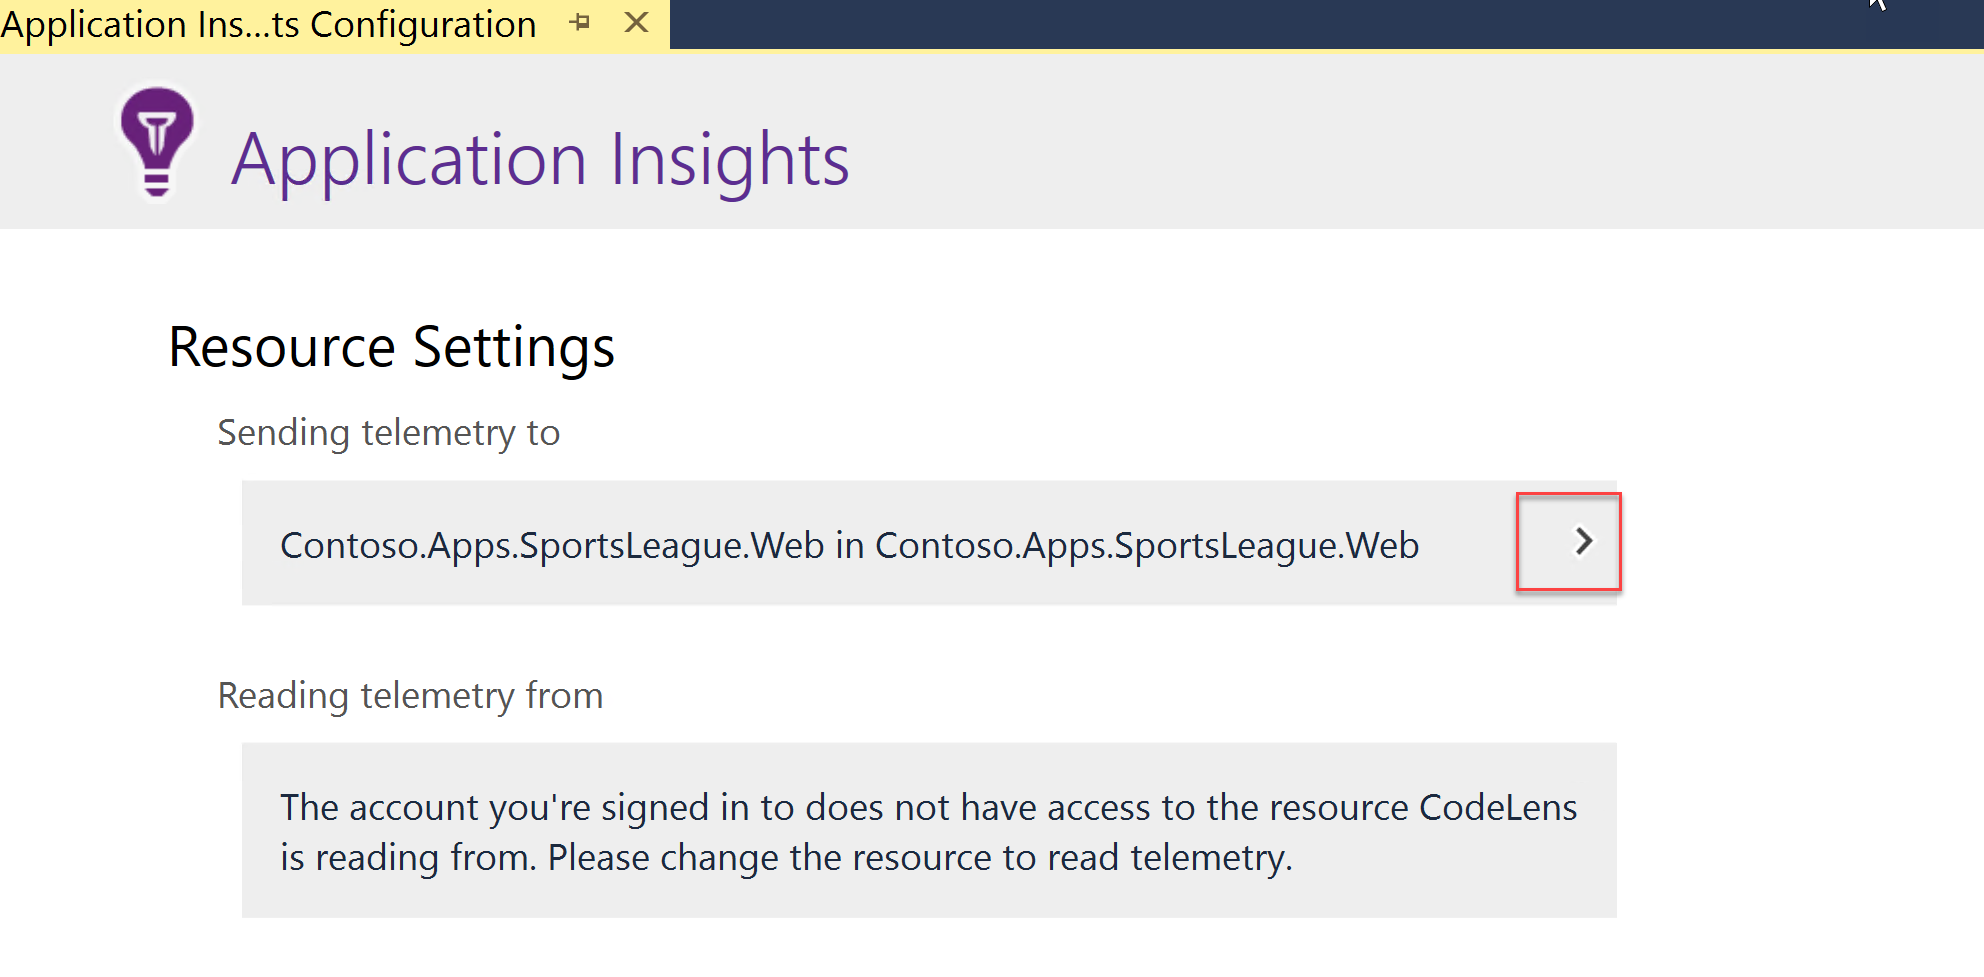 Application Ins...ts Configuration
Application Insights
Resource Settings
Sending telemetry to
Contoso.Apps.SportsLeague.Web in Contoso.Apps.SportsLeague.Web
Reading telemetry from
The account you're signed in to does not have access to the resource CodeLens
is reading from. Please change the resource to read telemetry.